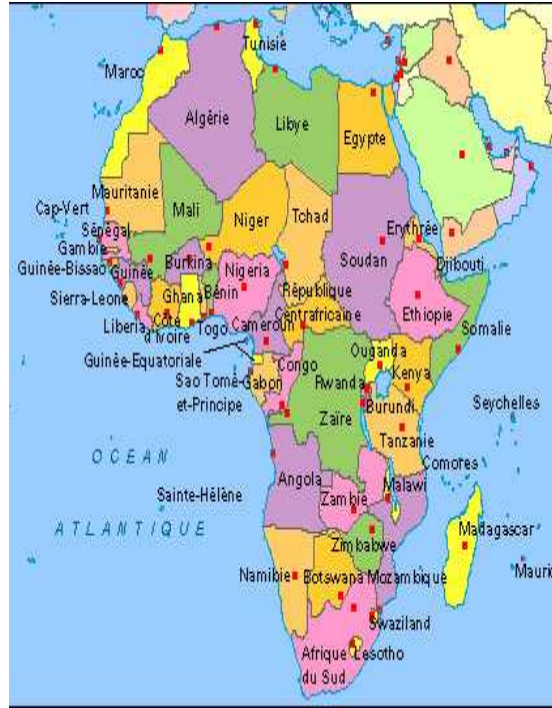 Tunisie
Maroc
Algérie
Libye
Egypte
Mauritanie
Cap-Vert
Mali
Niger
Tchad
Sénégal
Gambie
Erythrée
Soudan
Djibouti
Guinée-Bissao
Guinée
Burkina
Nigeria
Sierra-Leone
Ghana
Bénin
République
Centrafricaine
Ethiopie
Liberia
Côte
d'Ivoire
Togo
Cameroun
Somalie
Guinée-Equatoriale
Ouganda
Congo
Kenya
Sao Tomé-
et-Principe
Gabon
Rwanda
Burundi
Seychelles
Zaïre
Tanzanie
OCEAN
Comores
Angola
Malawi
Sainte-Hélène
Zambie
ATLANTIQUE
Madagascar
Zimbabwe
Namibie
Botswana
Mozambique
Mauric
Swaziland
Afrique
du Sud
Lesotho